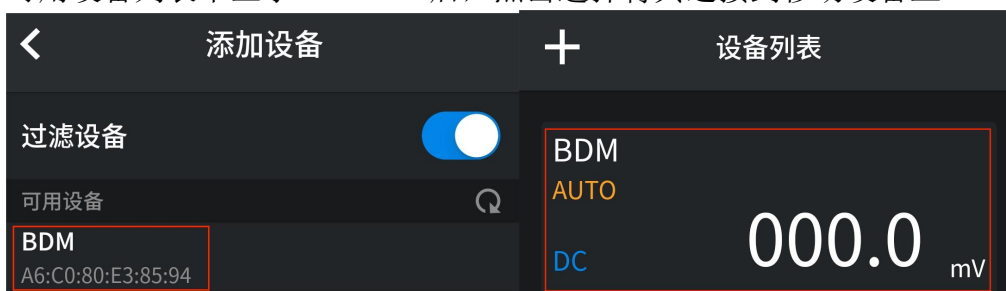 添加设备
过滤设备
可用设备
BDM
A6:C0:80:E3:85:94
设备列表
BDM
AUTO
000.0
DC
mV